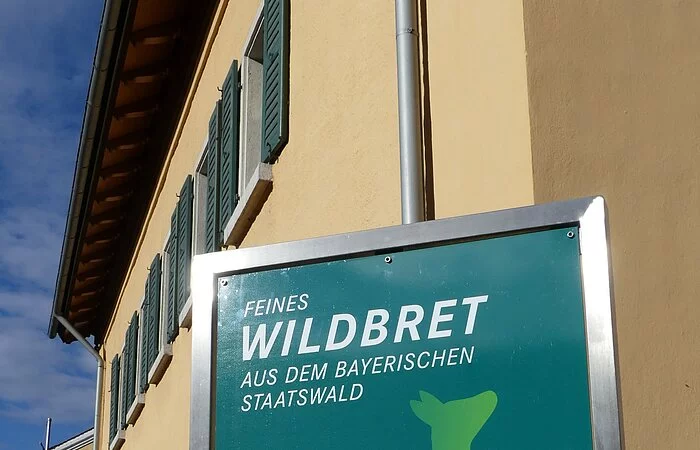 FEINES
WILDBRET
AUS DEM BAYERISCHEN
STAATSWALD